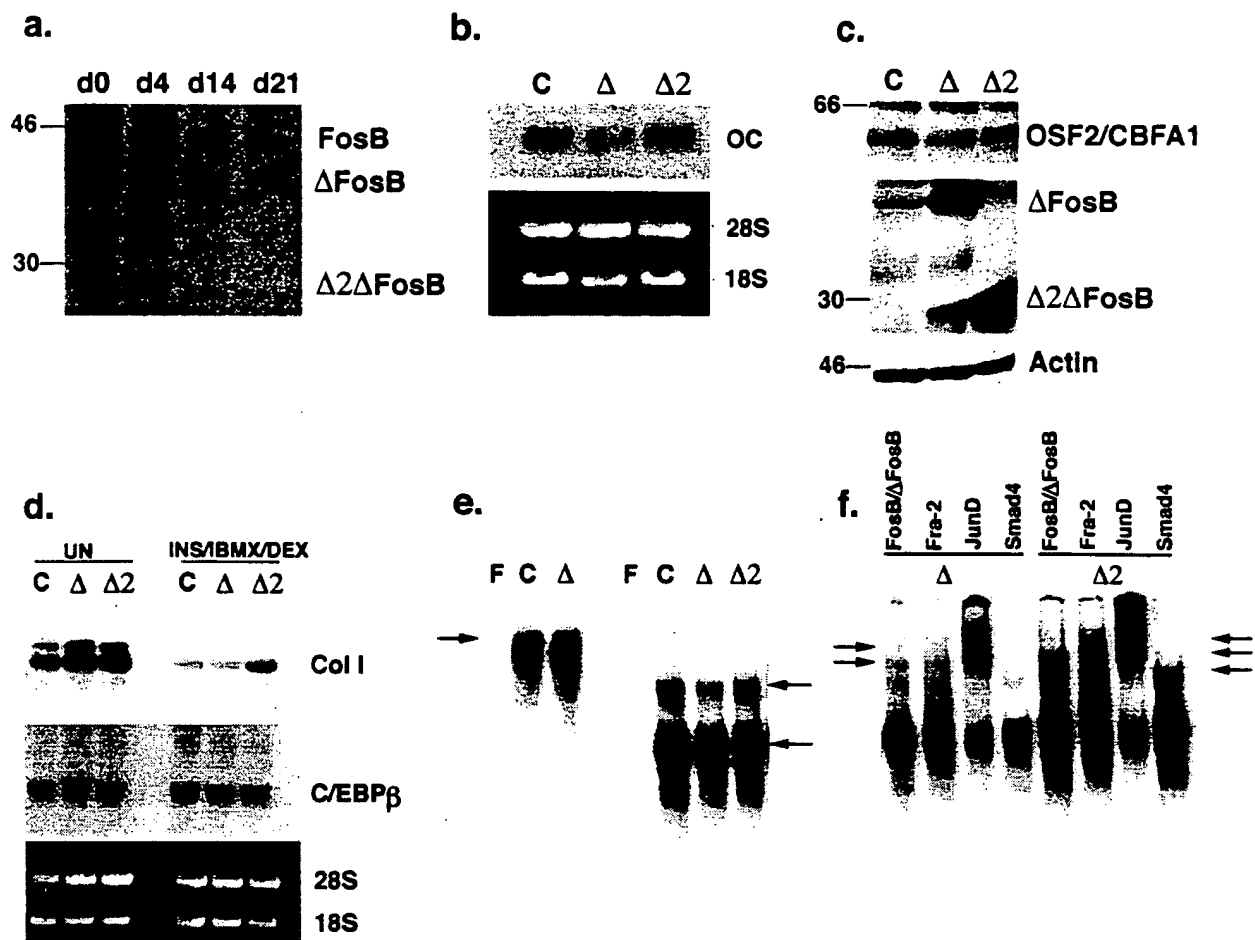 a.
d0 d4 d14 d21
46
FosB
ΔFosB
30
Δ2ΔFosB
b.
C Δ Δ2
OC
28S
18S
c.
C Δ Δ2
66
OSF2/CBFA1
ΔFosB
30
Δ2ΔFosB
46
Actin
d.
UN INS/IBMX/DEX
C Δ Δ2 C Δ Δ2
Col I
C/EBPβ
28S
18S
e.
F C Δ F C Δ Δ2
f.
FosB/ΔFosB Fra-2 JunD Smad4 FosB/ΔFosB Fra-2 JunD Smad4
Δ Δ2